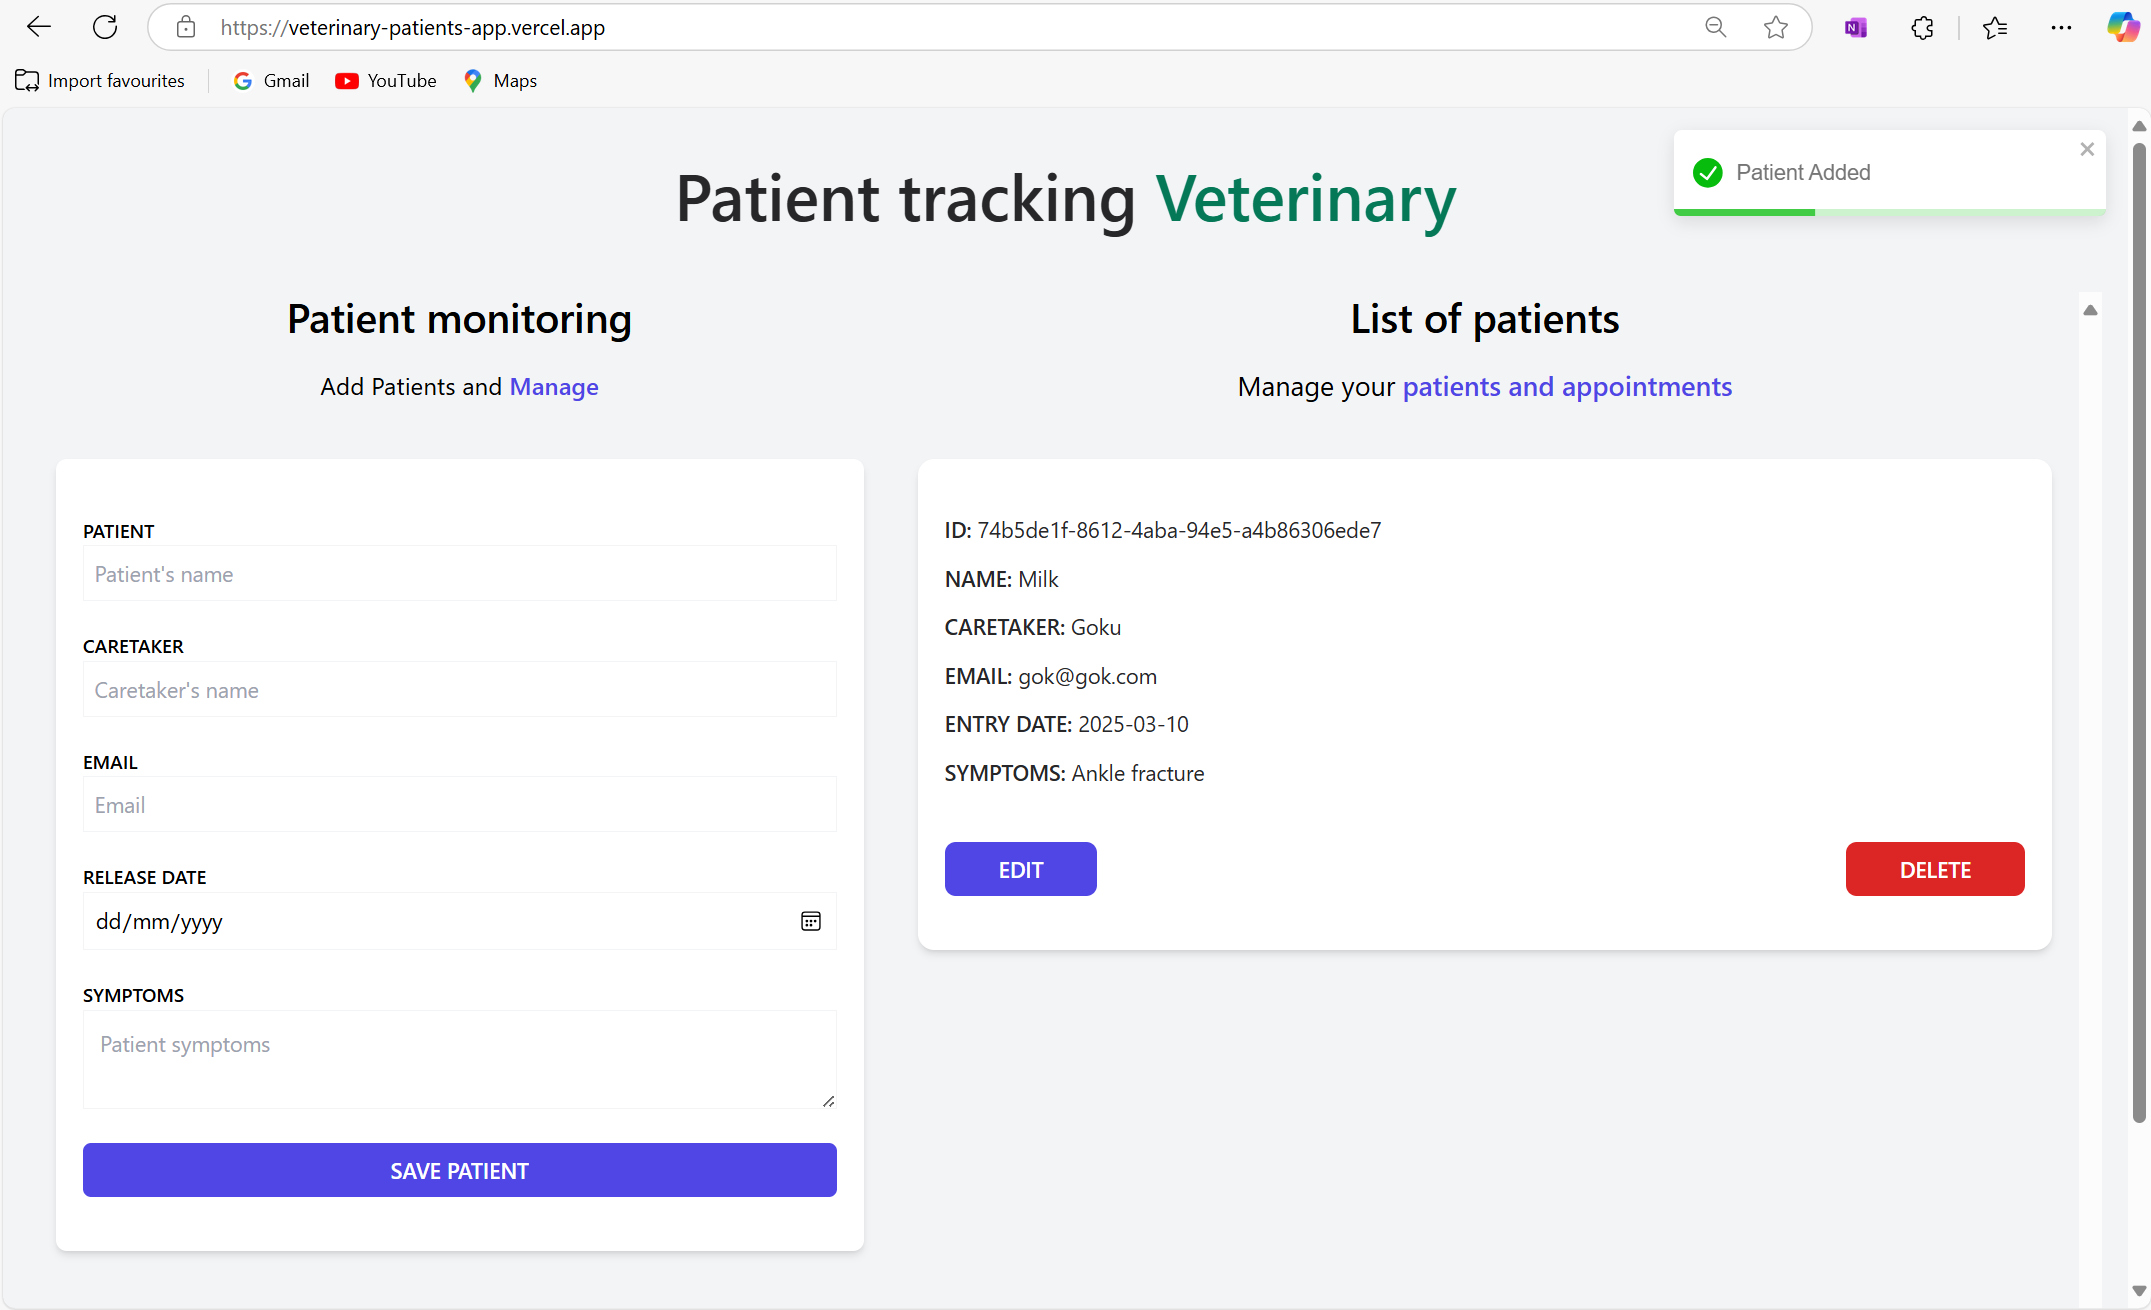 https://veterinary-patients-app.vercel.app
Import favourites
Gmail
YouTube
Maps
Patient Added
Patient tracking Veterinary
Patient monitoring
Add Patients and Manage
PATIENT
Patient's name
CARETAKER
Caretaker's name
EMAIL
Email
RELEASE DATE
dd/mm/yyyy
SYMPTOMS
Patient symptoms
SAVE PATIENT
List of patients
Manage your patients and appointments
ID: 74b5de1f-8612-4aba-94e5-a4b86306ede7
NAME: Milk
CARETAKER: Goku
EMAIL: gok@gok.com
ENTRY DATE: 2025-03-10
SYMPTOMS: Ankle fracture
EDIT
DELETE